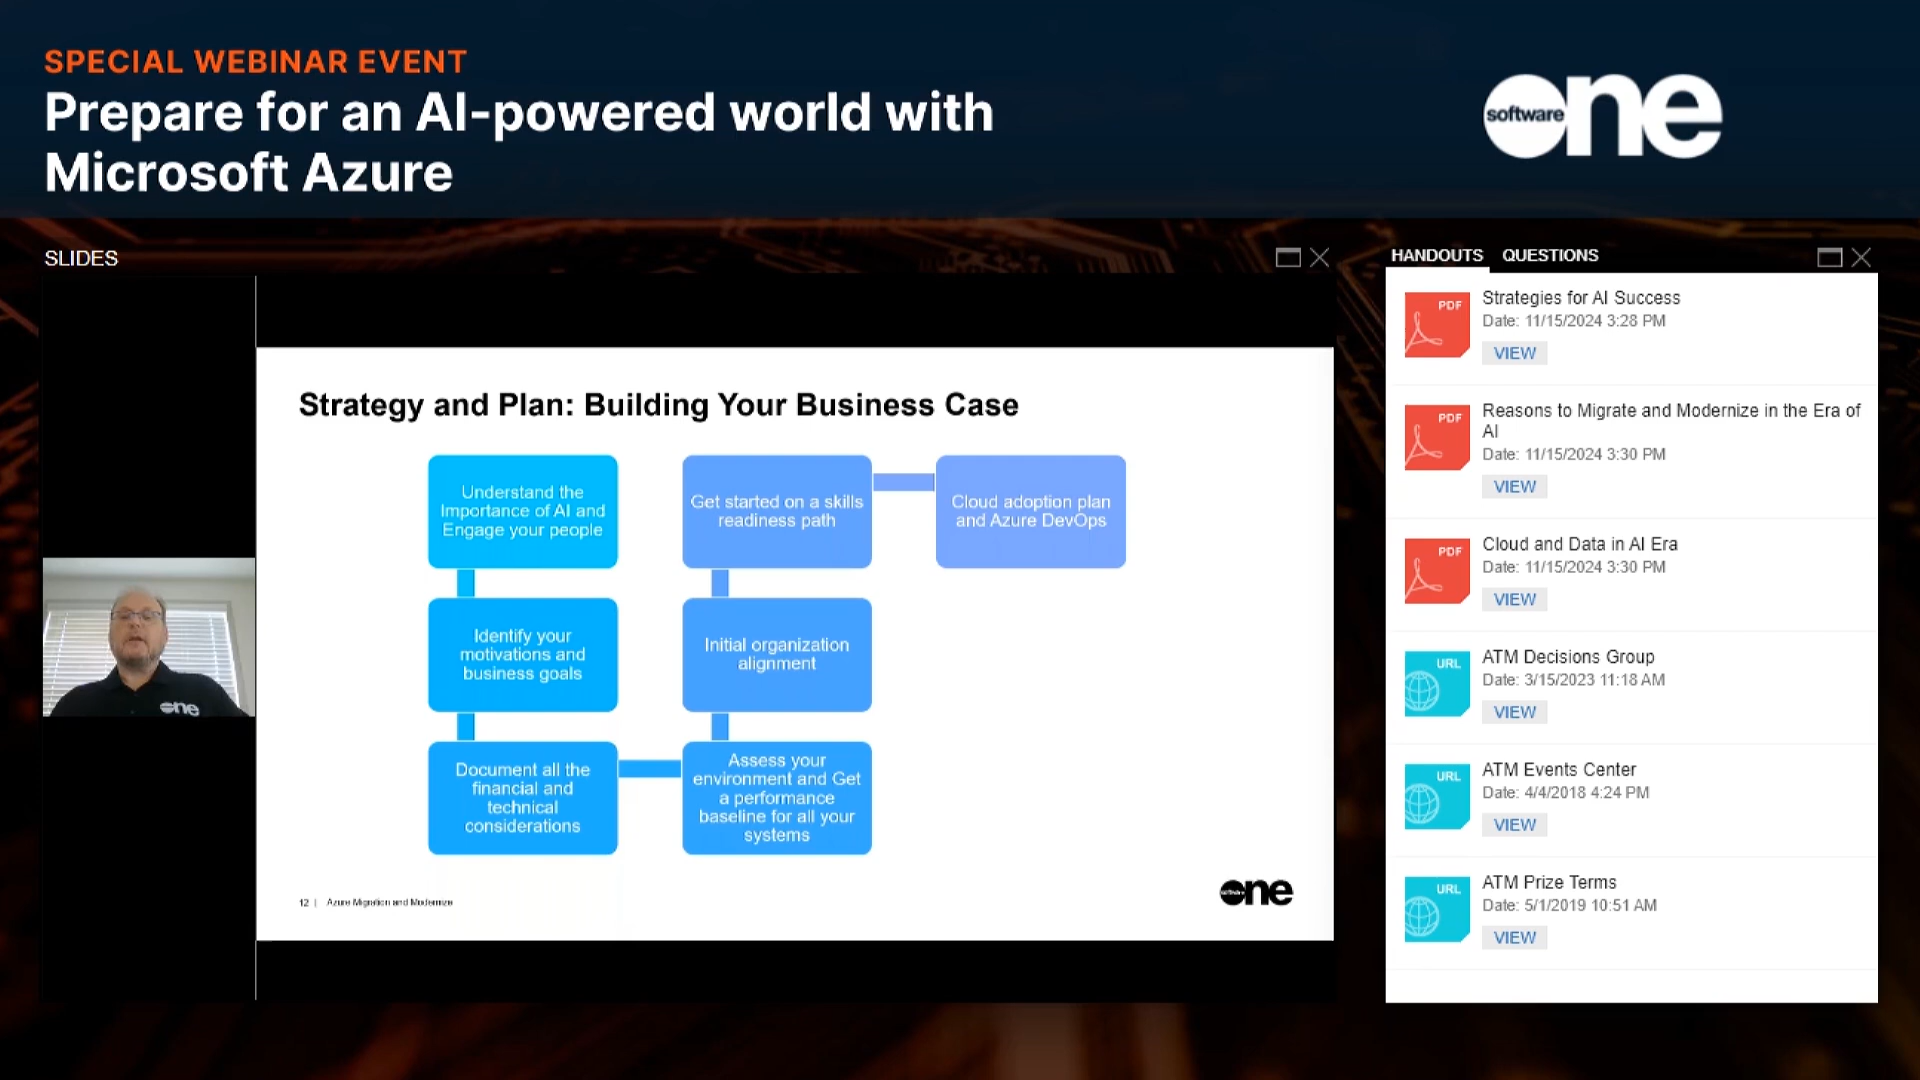 SPECIAL WEBINAR EVENT
Prepare for an AI-powered world with
Microsoft Azure
software
one
SLIDES
Strategy and Plan: Building Your Business Case
Understand the
Importance of AI and
Engage your people
Identify your
motivations and
business goals
Document all the
financial and
technical
considerations
Assess your
environment and Get
a performance
baseline for all your
systems
Initial organization
alignment
Get started on a skills
readiness path
Cloud adoption plan
and Azure DevOps
12 | Azure Migration and Modernize
software
one
one
HANDOUTS QUESTIONS
PDF
Strategies for AI Success
Date: 11/15/2024 3:28 PM
VIEW
PDF
Reasons to Migrate and Modernize in the Era of
AI
Date: 11/15/2024 3:30 PM
VIEW
PDF
Cloud and Data in AI Era
Date: 11/15/2024 3:30 PM
VIEW
URL
ATM Decisions Group
Date: 3/15/2023 11:18 AM
VIEW
URL
ATM Events Center
Date: 4/4/2018 4:24 PM
VIEW
URL
ATM Prize Terms
Date: 5/1/2019 10:51 AM
VIEW